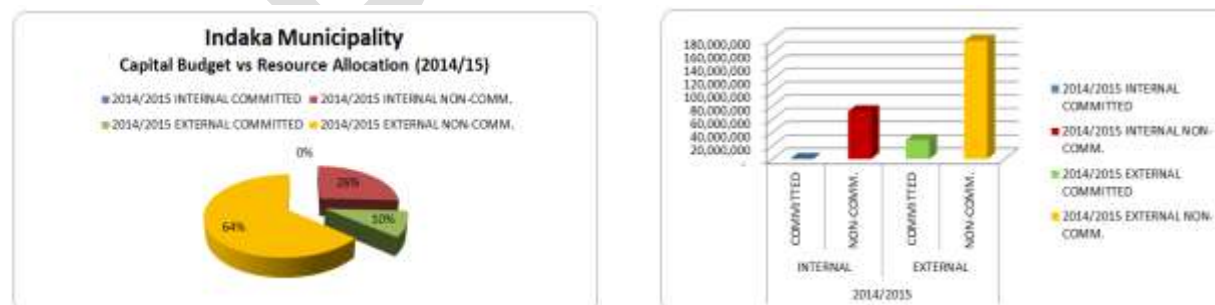 Indaka Municipality
Capital Budget vs Resource Allocation (2014/15)
2014/2015 INTERNAL COMMITTED 2014/2015 INTERNAL NON-COMM.
2014/2015 EXTERNAL COMMITTED 2014/2015 EXTERNAL NON-COMM.
0%
26%
10%
64%
180,000,000
160,000,000
140,000,000
120,000,000
100,000,000
80,000,000
60,000,000
40,000,000
20,000,000
-
COMMITTED
NON-COMM.
COMMITTED
NON-COMM.
INTERNAL EXTERNAL
2014/2015
2014/2015 INTERNAL
COMMITTED
2014/2015 INTERNAL NON-
COMM.
2014/2015 EXTERNAL
COMMITTED
2014/2015 EXTERNAL NON-
COMM.